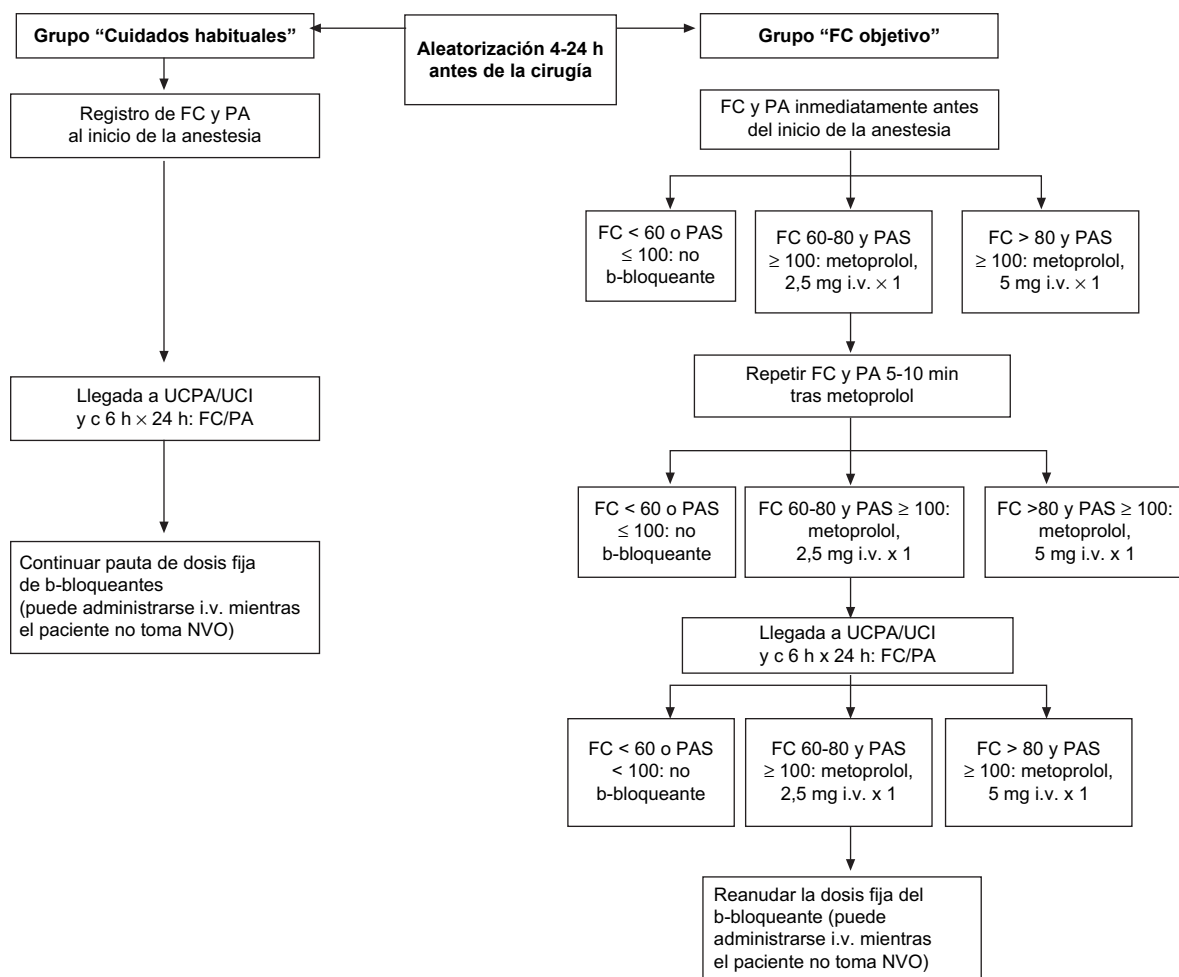 Grupo “Cuidados habituales”
Aleatorización 4-24 h
antes de la cirugía
Grupo “FC objetivo”
Registro de FC y PA
al inicio de la anestesia
FC y PA inmediatamente antes
del inicio de la anestesia
FC < 60 o PAS
≤ 100: no
b-bloqueante
FC 60-80 y PAS
≥ 100: metoprolol,
2,5 mg i.v. × 1
FC > 80 y PAS
≥ 100: metoprolol,
5 mg i.v. × 1
Repetir FC y PA 5-10 min
tras metoprolol
Llegada a UCPA/UCI
y c 6 h × 24 h: FC/PA
FC < 60 o PAS
≤ 100: no
b-bloqueante
FC 60-80 y PAS ≥ 100:
metoprolol,
2,5 mg i.v. x 1
FC >80 y PAS ≥ 100:
metoprolol,
5 mg i.v. x 1
Continuar pauta de dosis fija
de b-bloqueantes
(puede administrarse i.v. mientras
el paciente no toma NVO)
Llegada a UCPA/UCI
y c 6 h x 24 h: FC/PA
FC < 60 o PAS
< 100: no
b-bloqueante
FC 60-80 y PAS
≥ 100: metoprolol,
2,5 mg i.v. x 1
FC > 80 y PAS
≥ 100: metoprolol,
5 mg i.v. x 1
Reanudar la dosis fija del
b-bloqueante (puede
administrarse i.v. mientras
el paciente no toma NVO)